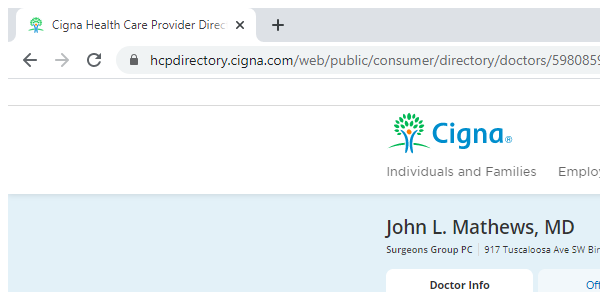 Cigna Health Care Provider Direc
hcpdirectory.cigna.com/web/public/consumer/directory/doctors/5980859
Cigna®
Individuals and Families Employ
John L. Mathews, MD
Surgeons Group PC 917 Tuscaloosa Ave SW Bir
Doctor Info Off